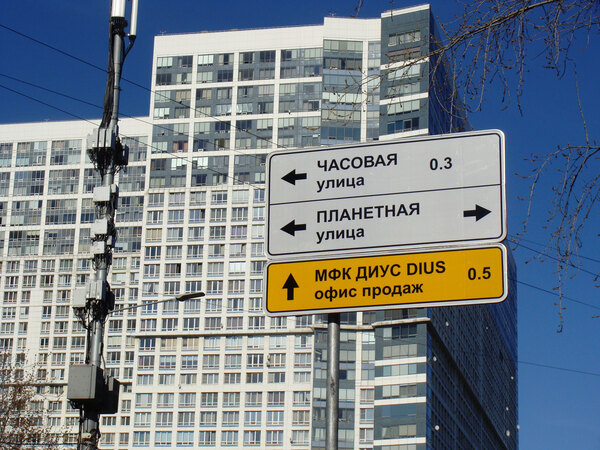 ЧАСОВАЯ 0.3
улица
ПЛАНЕТНАЯ
улица
МФК ДИУС DIUS 0.5
офис продаж